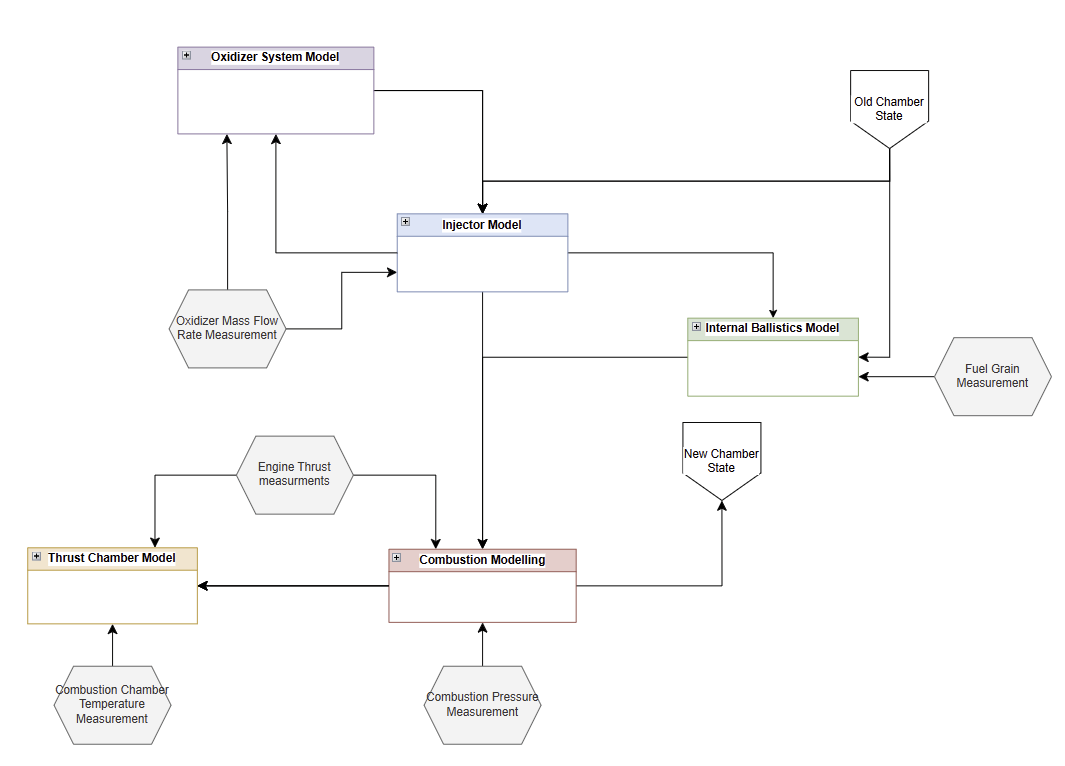 Oxidizer System Model
Old Chamber
State
Injector Model
Oxidizer Mass Flow
Rate Measurement
Internal Ballistics Model
Fuel Grain
Measurement
New Chamber
State
Engine Thrust
measurments
Thrust Chamber Model
Combustion Modelling
Combustion Chamber
Temperature
Measurement
Combustion Pressure
Measurement